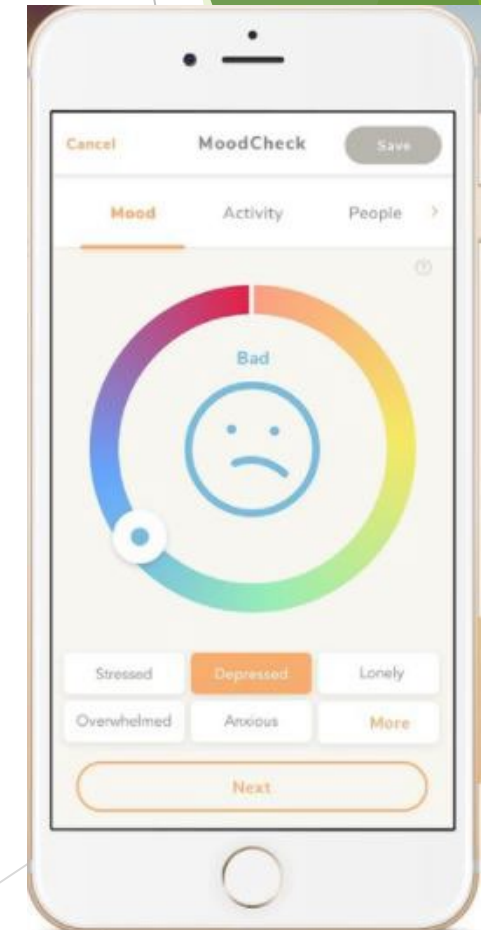 Cancel MoodCheck Save
Mood Activity People >
Bad
Stressed Depressed Lonely
Overwhelmed Anxious More
Next